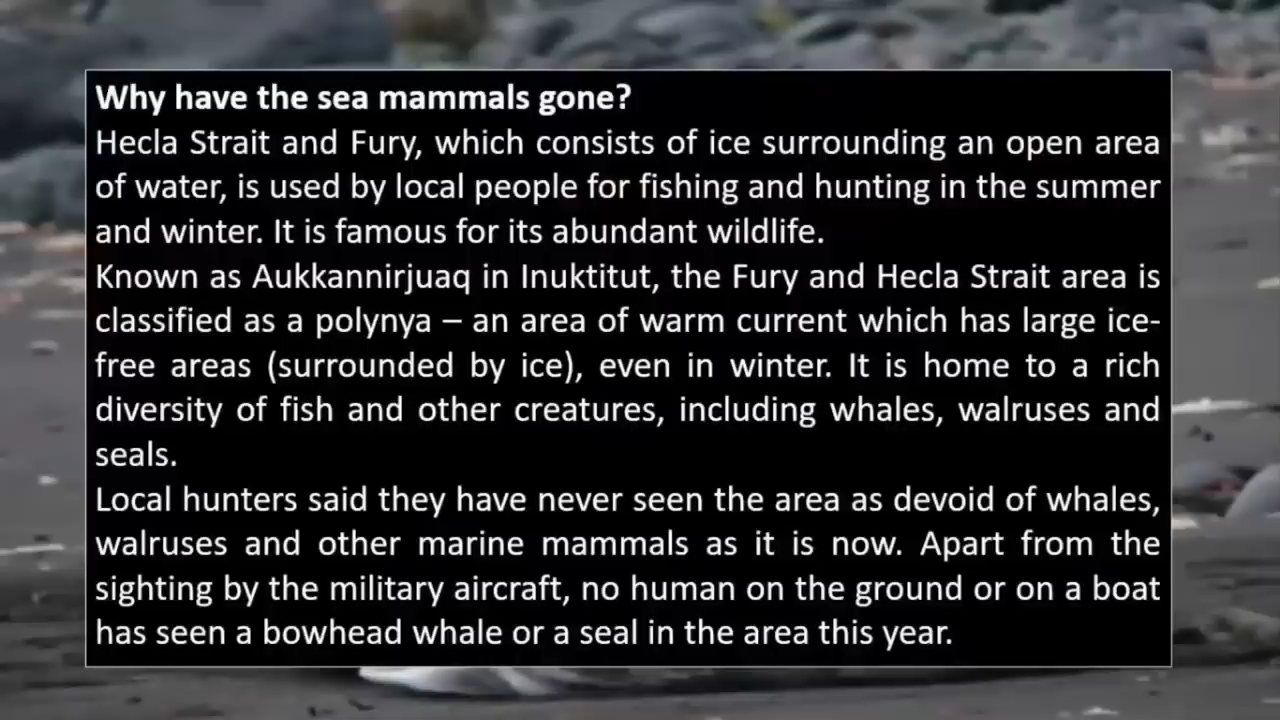 Why have the sea mammals gone?
Hecla Strait and Fury, which consists of ice surrounding an open area
of water, is used by local people for fishing and hunting in the summer
and winter. It is famous for its abundant wildlife.
Known as Aukkannirjuaq in Inuktitut, the Fury and Hecla Strait area is
classified as a polynya – an area of warm current which has large ice-
free areas (surrounded by ice), even in winter. It is home to a rich
diversity of fish and other creatures, including whales, walruses and
seals.
Local hunters said they have never seen the area as devoid of whales,
walruses and other marine mammals as it is now. Apart from the
sighting by the military aircraft, no human on the ground or on a boat
has seen a bowhead whale or a seal in the area this year.